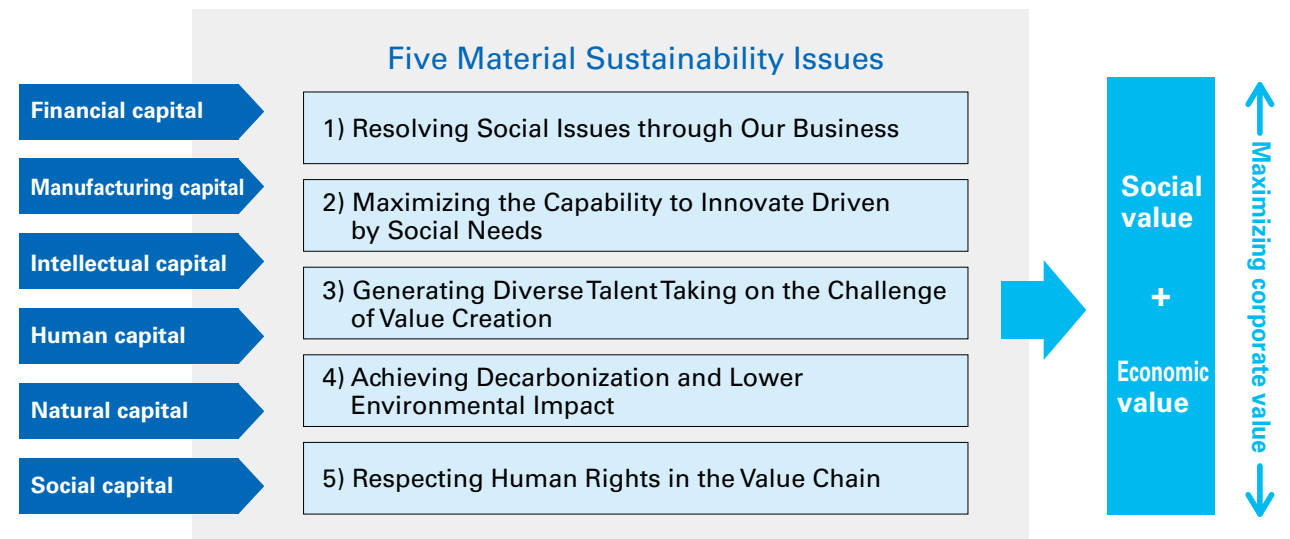 Five Material Sustainability Issues
Financial capital
Manufacturing capital
Intellectual capital
Human capital
Natural capital
Social capital
1) Resolving Social Issues through Our Business
2) Maximizing the Capability to Innovate Driven
by Social Needs
3) Generating Diverse Talent Taking on the Challenge
of Value Creation
4) Achieving Decarbonization and Lower
Environmental Impact
5) Respecting Human Rights in the Value Chain
Social
value
+
Economic
value
Maximizing corporate value